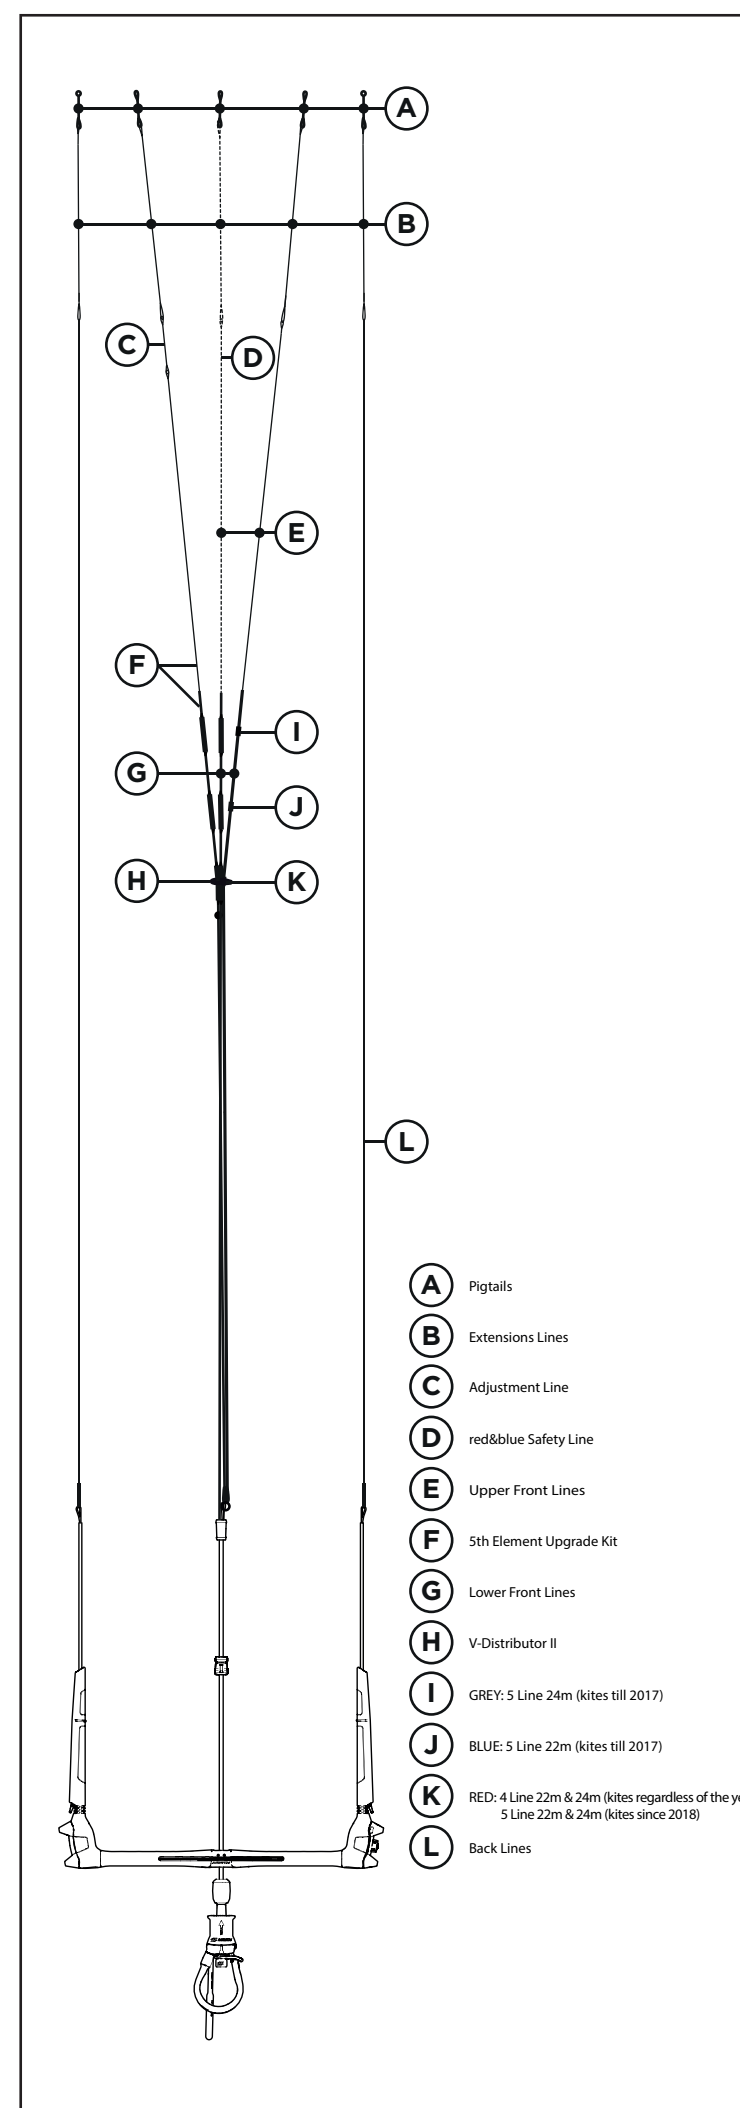 A
B
C
D
E
F
I
G
J
H
K
L
A Pigtails
B Extensions Lines
C Adjustment Line
D red&blue Safety Line
E Upper Front Lines
F 5th Element Upgrade Kit
G Lower Front Lines
H V-Distributor II
I GREY: 5 Line 24m (kites till 2017)
J BLUE: 5 Line 22m (kites till 2017)
K RED: 4 Line 22m & 24m (kites regardless of the ye
5 Line 22m & 24m (kites since 2018)
L Back Lines